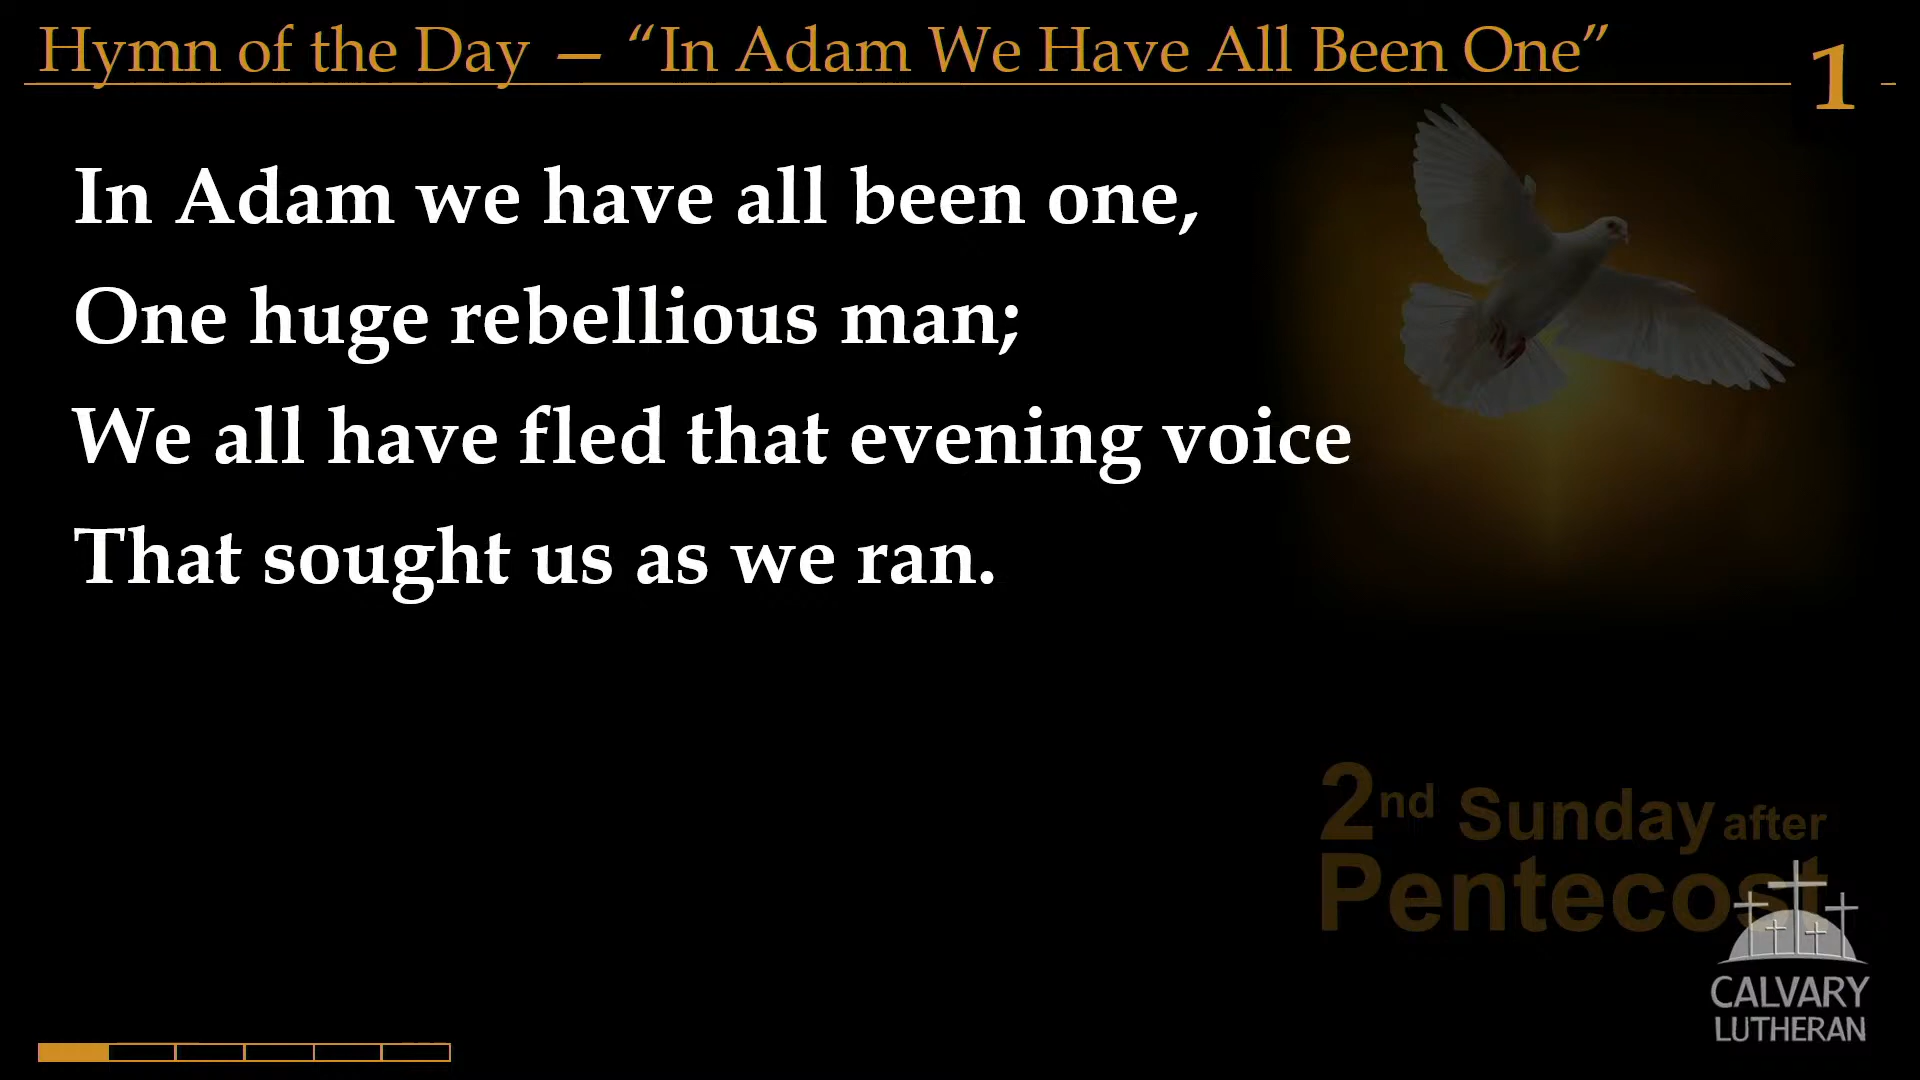 Hymn of the Day — “In Adam We Have All Been One”
1
In Adam we have all been one,
One huge rebellious man;
We all have fled that evening voice
That sought us as we ran.
2nd Sunday after
Pentecost
CALVARY
LUTHERAN